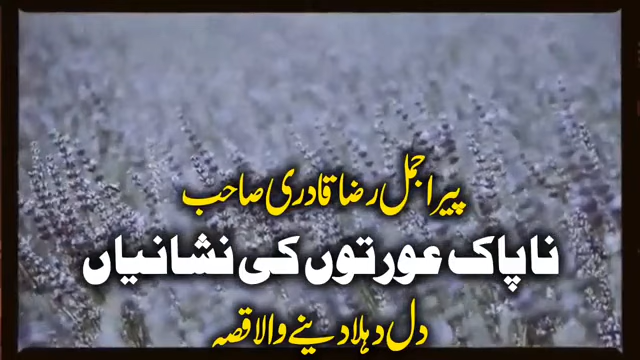 پیر اجمل رضا قادری صاحب
ناپاک عورتوں کی نشانیاں
دل دہلا دینے والا قصہ